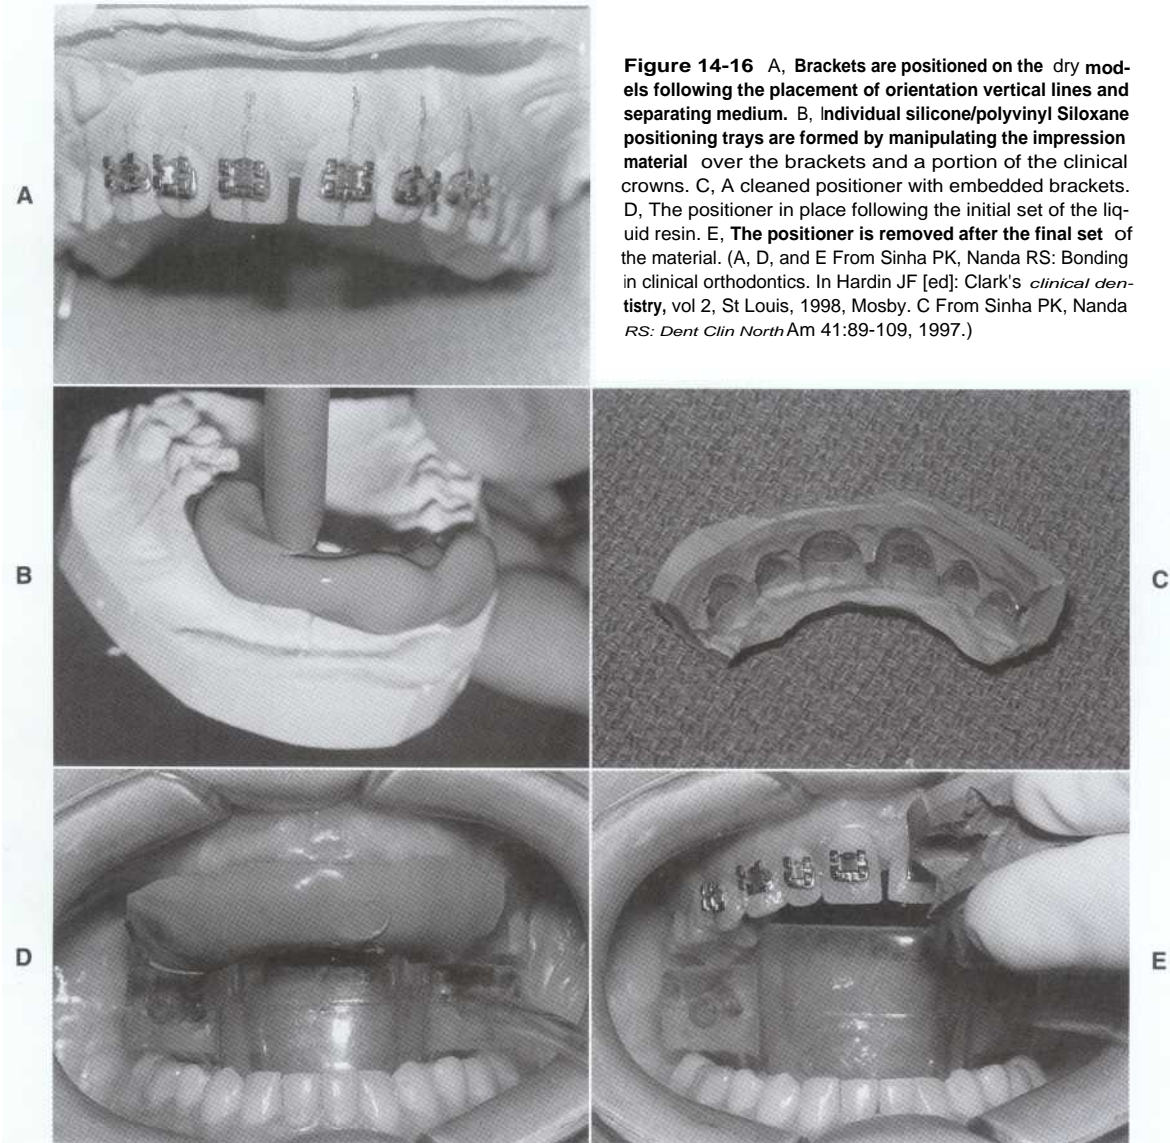 Figure 14-16 A, Brackets are positioned on the dry mod-
els following the placement of orientation vertical lines and
separating medium. B, Individual silicone/polyvinyl Siloxane
positioning trays are formed by manipulating the impression
material over the brackets and a portion of the clinical
crowns. C, A cleaned positioner with embedded brackets.
D, The positioner in place following the initial set of the liq-
uid resin. E, The positioner is removed after the final set of
the material. (A, D, and E From Sinha PK, Nanda RS: Bonding
in clinical orthodontics. In Hardin JF [ed]: Clark's clinical den-
tistry, vol 2, St Louis, 1998, Mosby. C From Sinha PK, Nanda
RS: Dent Clin North Am 41:89-109, 1997.)
A
B
C
D
E